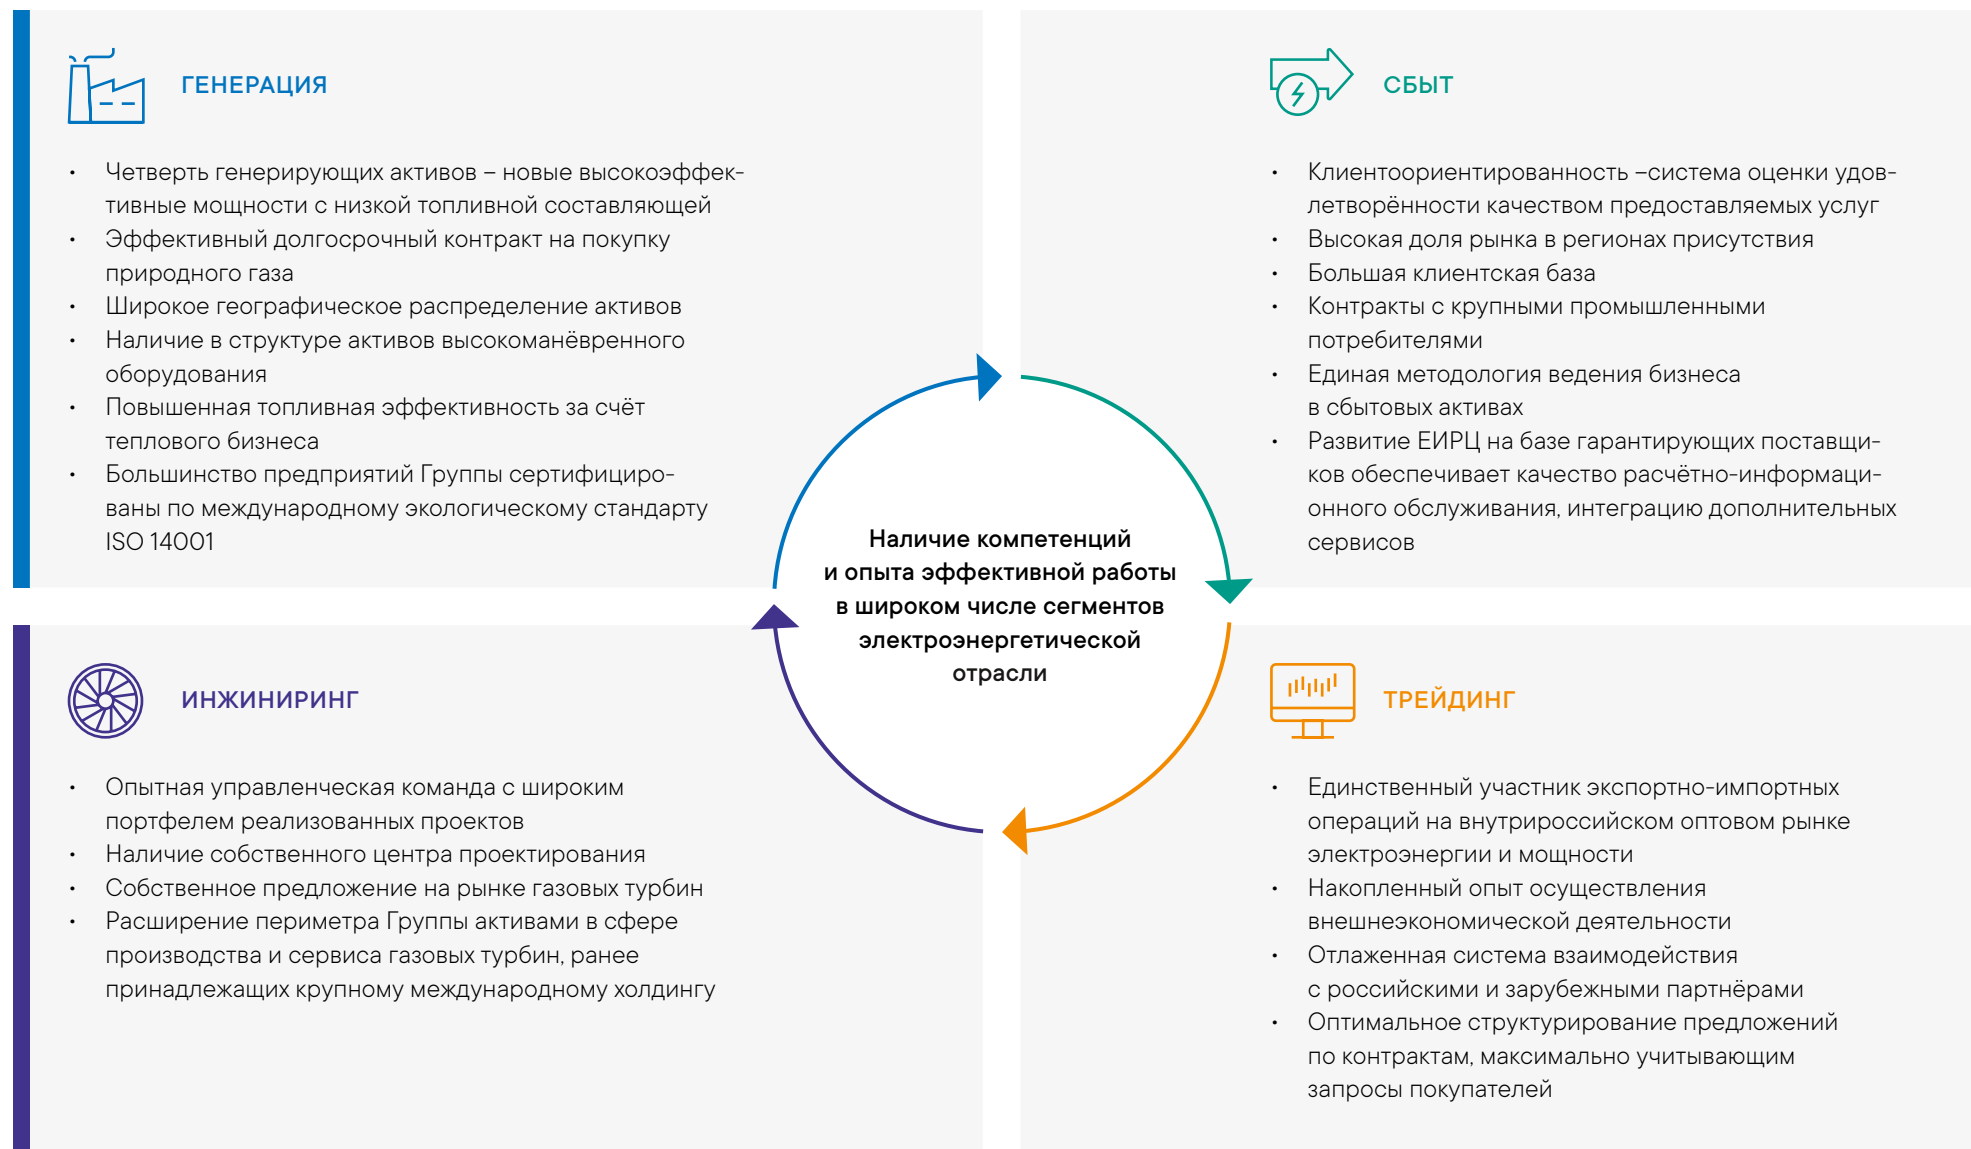 ГЕНЕРАЦИЯ
• Четверть генерирующих активов – новые высокоэффек-
тивные мощности с низкой топливной составляющей
• Эффективный долгосрочный контракт на покупку
природного газа
• Широкое географическое распределение активов
• Наличие в структуре активов высокоманёвренного
оборудования
• Повышенная топливная эффективность за счёт
теплового бизнеса
• Большинство предприятий Группы сертифициро-
ваны по международному экологическому стандарту
ISO 14001
СБЫТ
• Клиентоориентированность –система оценки удов-
летворённости качеством предоставляемых услуг
• Высокая доля рынка в регионах присутствия
• Большая клиентская база
• Контракты с крупными промышленными
потребителями
• Единая методология ведения бизнеса
в сбытовых активах
• Развитие ЕИРЦ на базе гарантирующих поставщи-
ков обеспечивает качество расчётно-информаци-
онного обслуживания, интеграцию дополнительных
сервисов
Наличие компетенций
и опыта эффективной работы
в широком числе сегментов
электроэнергетической
отрасли
ИНЖИНИРИНГ
• Опытная управленческая команда с широким
портфелем реализованных проектов
• Наличие собственного центра проектирования
• Собственное предложение на рынке газовых турбин
• Расширение периметра Группы активами в сфере
производства и сервиса газовых турбин, ранее
принадлежащих крупному международному холдингу
ТРЕЙДИНГ
• Единственный участник экспортно-импортных
операций на внутрироссийском оптовом рынке
электроэнергии и мощности
• Накопленный опыт осуществления
внешнеэкономической деятельности
• Отлаженная система взаимодействия
с российскими и зарубежными партнёрами
• Оптимальное структурирование предложений
по контрактам, максимально учитывающим
запросы покупателей